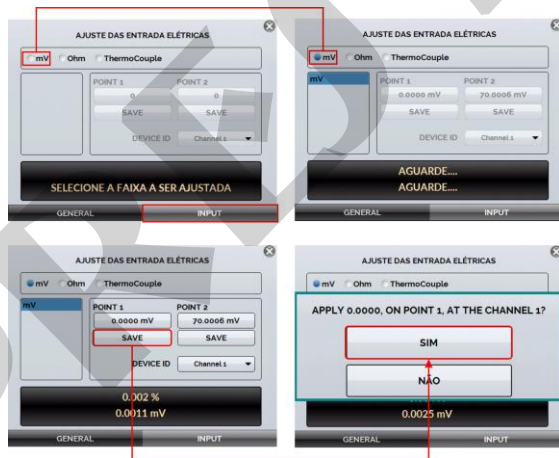 AJUSTE DAS ENTRADA ELÉTRICAS
mV Ohm ThermoCouple
POINT 1 POINT 2
0 0
SAVE SAVE
DEVICE ID Channel 1
SELECIONE A FAIXA A SER AJUSTADA
GENERAL INPUT
AJUSTE DAS ENTRADA ELÉTRICAS
mV Ohm ThermoCouple
mV
POINT 1 POINT 2
0.0000 mV 70.0006 mV
SAVE SAVE
DEVICE ID Channel 1
AGUARDE....
AGUARDE....
GENERAL INPUT
AJUSTE DAS ENTRADA ELÉTRICAS
mV Ohm ThermoCouple
mV
POINT 1 POINT 2
0.0000 mV 70.0006 mV
SAVE SAVE
DEVICE ID Channel 1
0.002 %
0.0011 mV
GENERAL INPUT
AJUSTE DAS ENTRADA ELÉTRICAS
mV Ohm ThermoCouple
APPLY 0.0000, ON POINT 1, AT THE CHANNEL 1?
SIM
NÃO
0.0025 mV
GENERAL INPUT